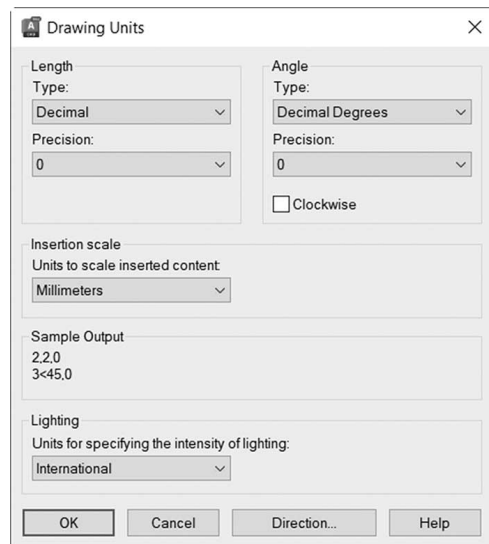 Drawing Units
Length
Type:
Decimal
Precision:
0
Angle
Type:
Decimal Degrees
Precision:
0
Clockwise
Insertion scale
Units to scale inserted content:
Millimeters
Sample Output
2,2,0
3<45,0
Lighting
Units for specifying the intensity of lighting:
International
OK Cancel Direction... Help